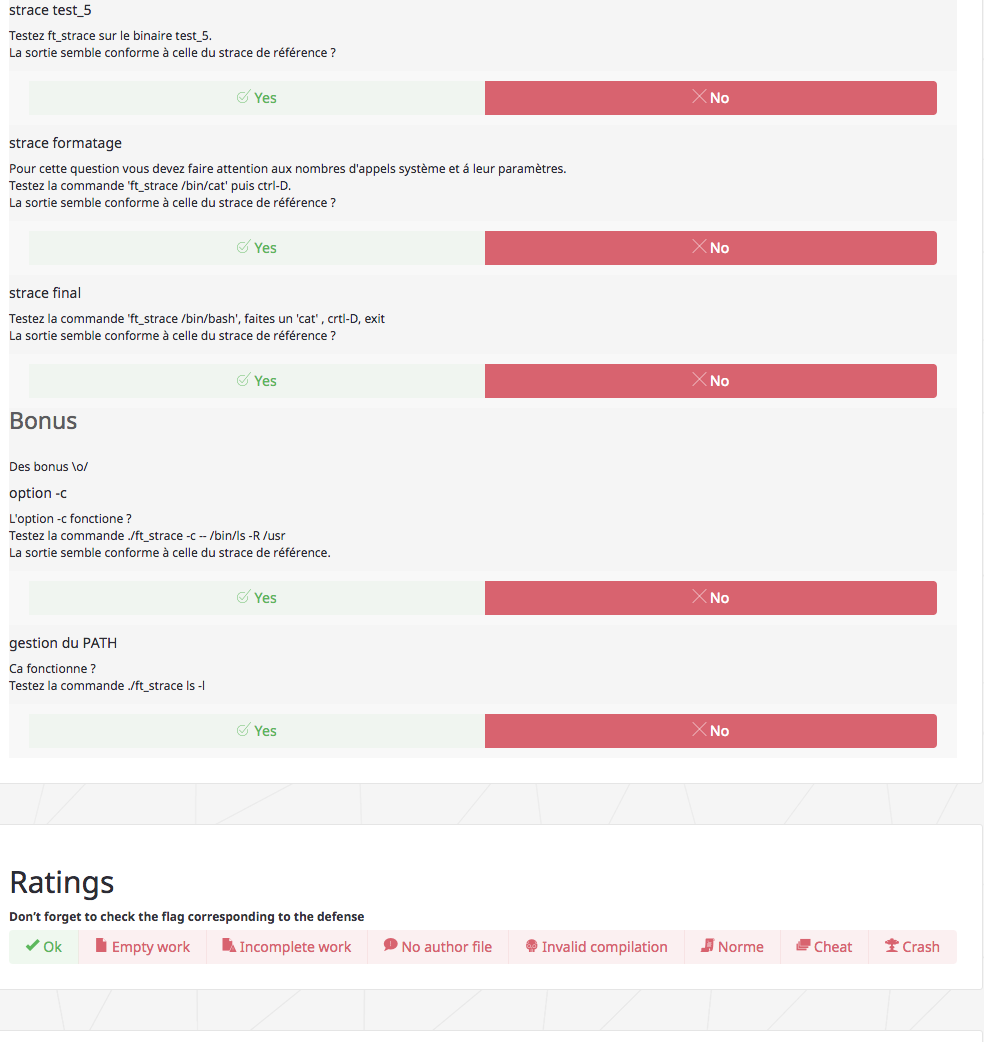 strace test_5
Testez ft_strace sur le binaire test_5.
La sortie semble conforme à celle du strace de référence ?
Yes No
strace formatage
Pour cette question vous devez faire attention aux nombres d'appels système et á leur paramètres.
Testez la commande 'ft_strace /bin/cat' puis ctrl-D.
La sortie semble conforme à celle du strace de référence ?
Yes No
strace final
Testez la commande 'ft_strace /bin/bash', faites un 'cat' , crtl-D, exit
La sortie semble conforme à celle du strace de référence ?
Yes No
Bonus
Des bonus \o/
option -c
L'option -c fonctione ?
Testez la commande ./ft_strace -c -- /bin/ls -R /usr
La sortie semble conforme à celle du strace de référence.
Yes No
gestion du PATH
Ca fonctionne ?
Testez la commande ./ft_strace ls -l
Yes No
Ratings
Don’t forget to check the flag corresponding to the defense
Ok Empty work Incomplete work No author file Invalid compilation Norme Cheat Crash